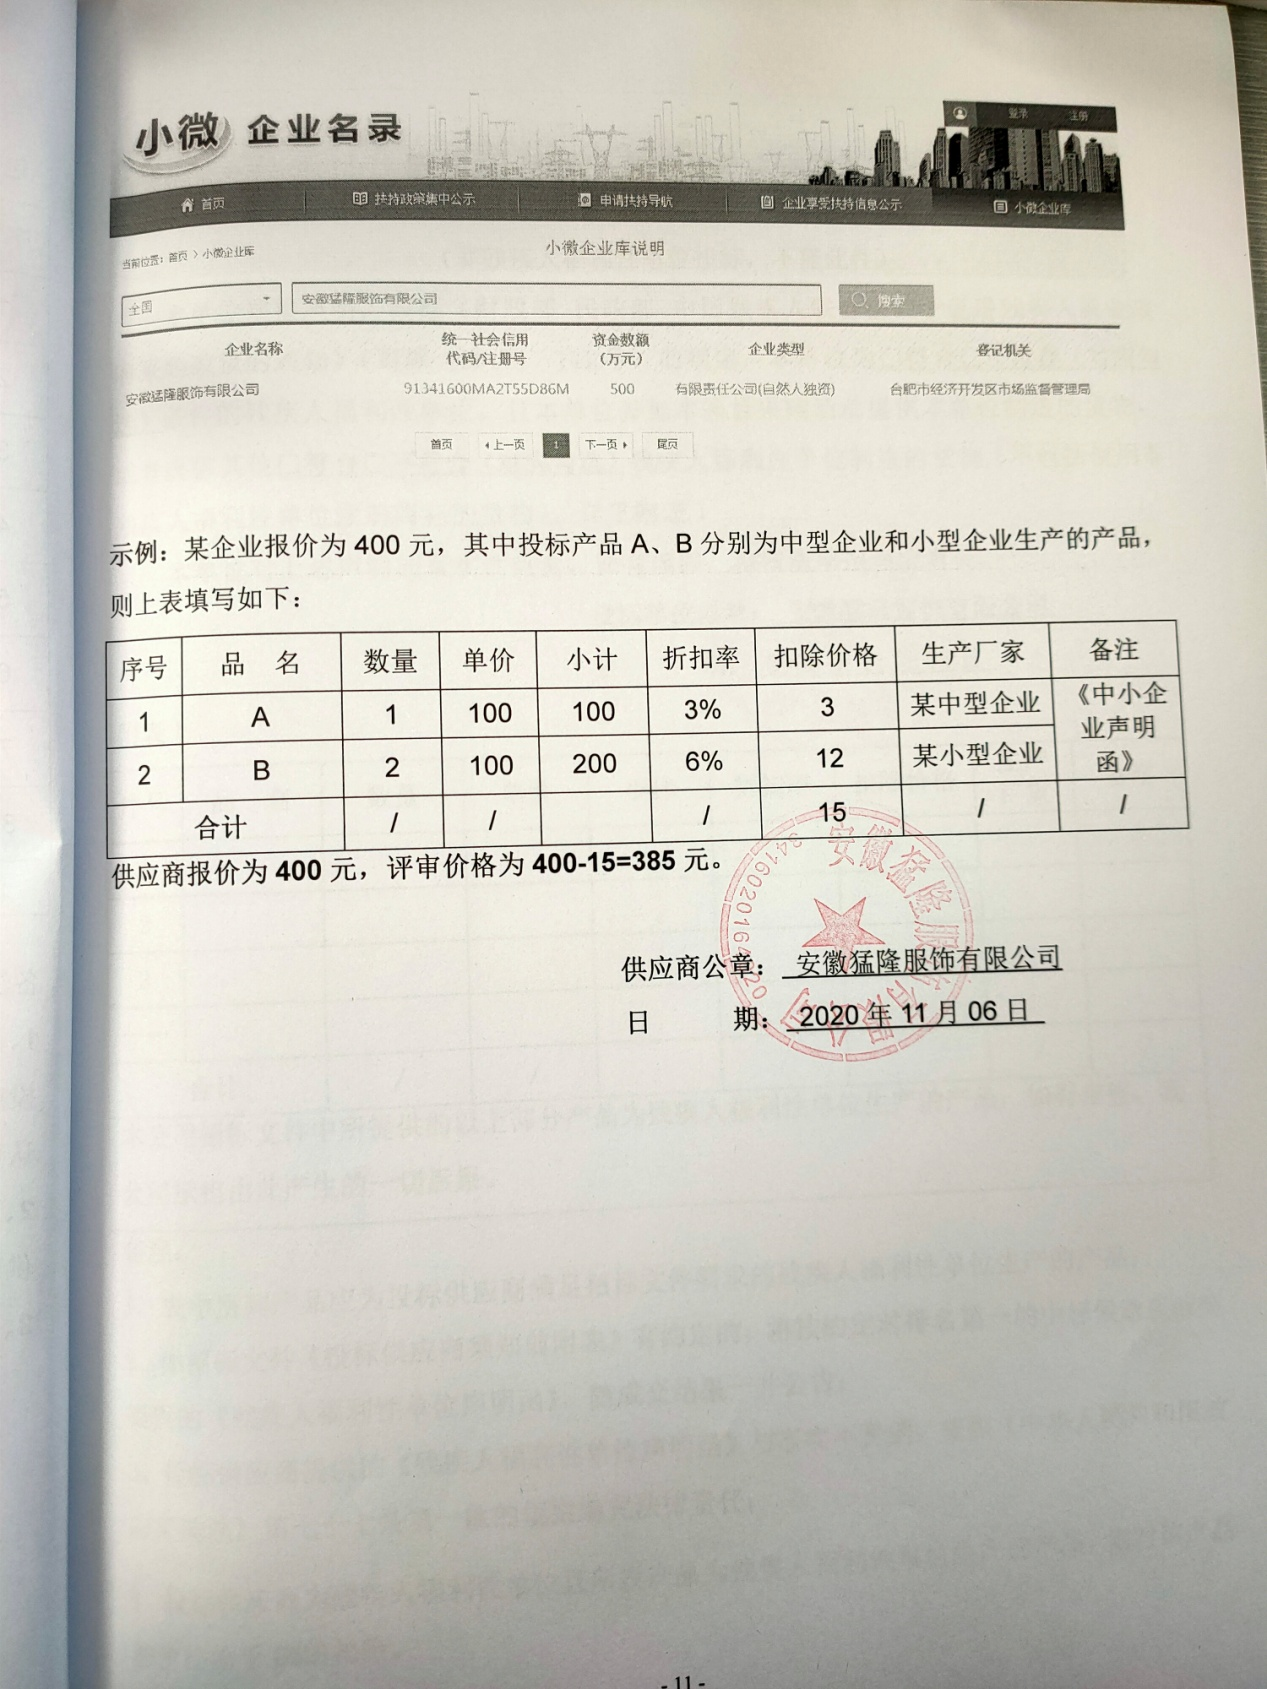 小微 企业名录
登录 注册
首页 扶持政策集中公示 申请扶持导航 企业享受扶持信息公示 小微企业库
当前位置：首页 > 小微企业库 小微企业库说明
全国 安徽猛隆服饰有限公司 搜索
企业名称 统一社会信用代码/注册号 资金数额（万元） 企业类型 登记机关
安徽猛隆服饰有限公司 91341600MA2T55D86M 500 有限责任公司(自然人独资) 合肥市经济开发区市场监督管理局
首页 上一页 1 下一页 尾页
示例：某企业报价为 400 元，其中投标产品 A、B 分别为中型企业和小型企业生产的产品，
则上表填写如下：
序号 品 名 数量 单价 小计 折扣率 扣除价格 生产厂家 备注
1 A 1 100 100 3% 3 某中型企业 《中小企业声明函》
2 B 2 100 200 6% 12 某小型企业
合计 / / / 15 / /
供应商报价为 400 元，评审价格为 400-15=385 元。
供应商公章： 安徽猛隆服饰有限公司
日 期： 2020 年 11 月 06 日
安徽猛隆服饰有限公司
- 11 -